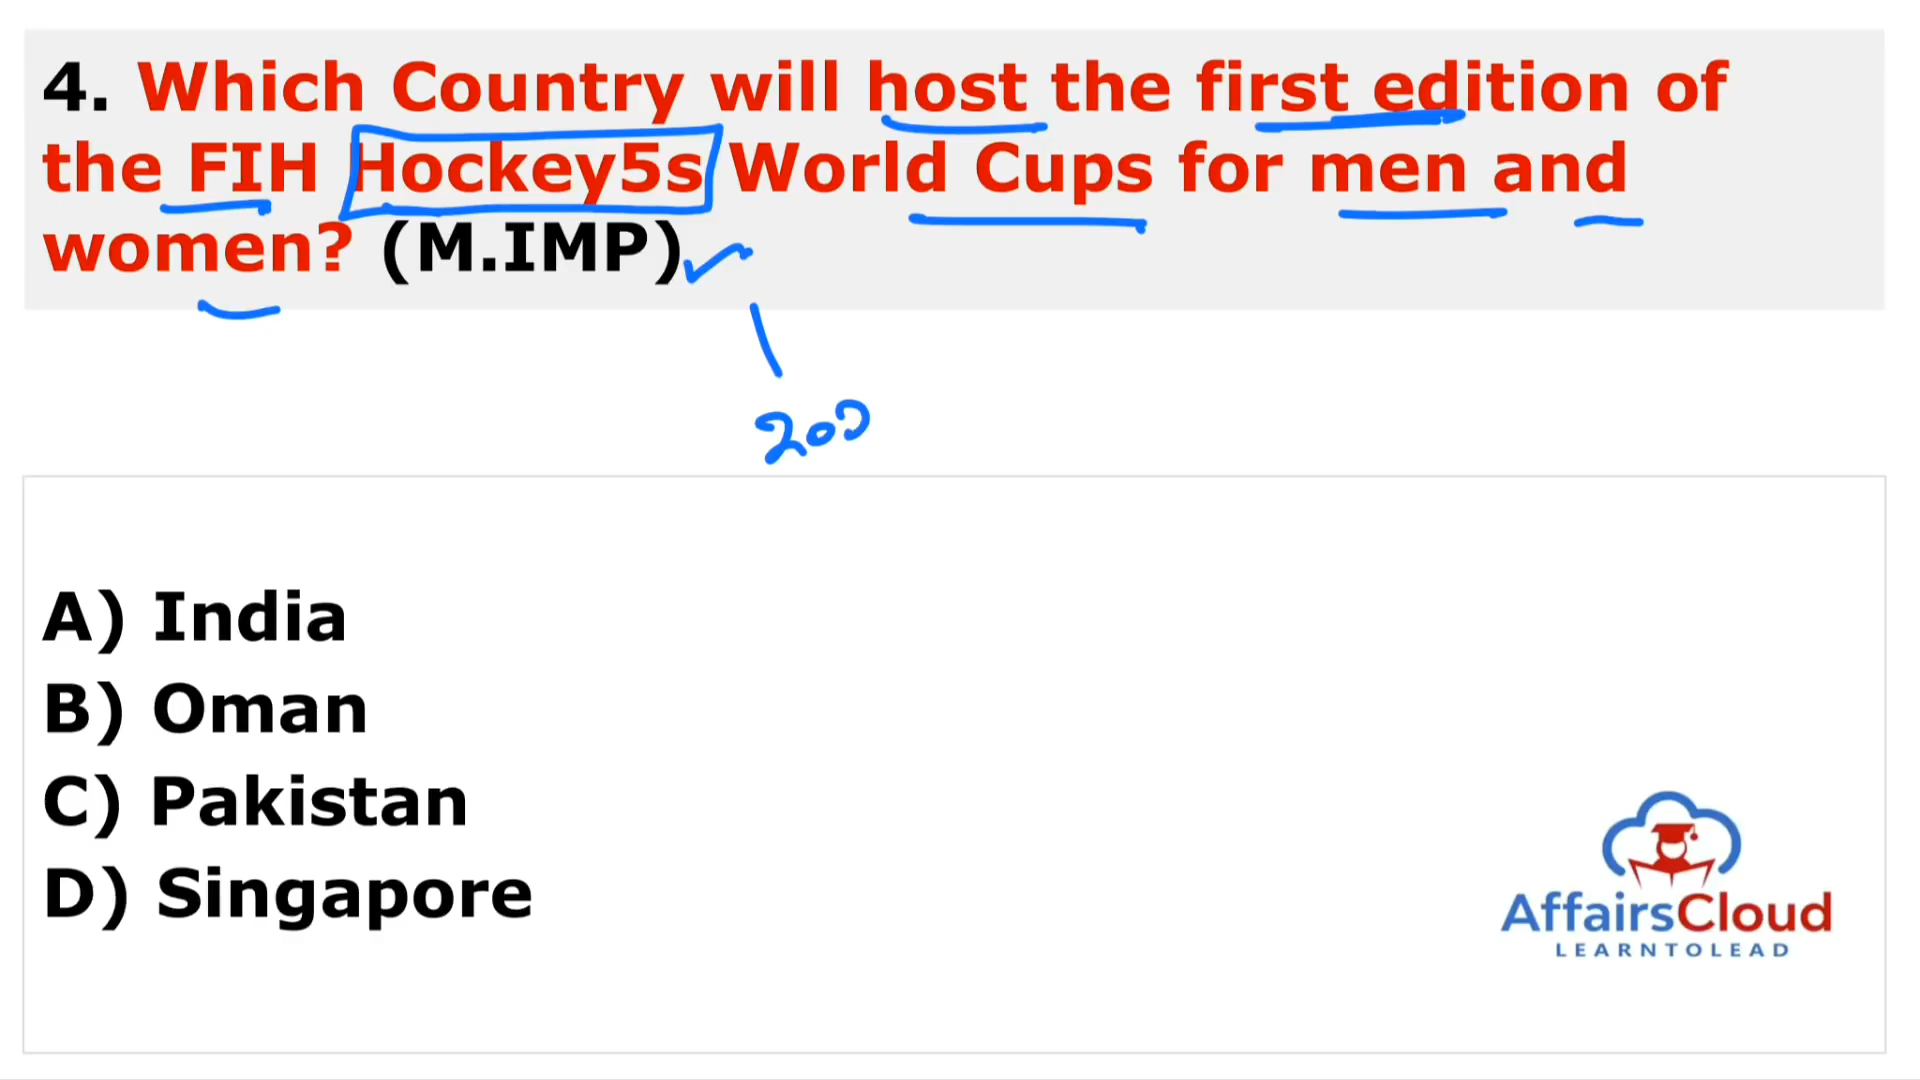 4. Which Country will host the first edition of
the FIH Hockey5s World Cups for men and
women? (M.IMP)
A) India
B) Oman
C) Pakistan
D) Singapore
AffairsCloud
LEARNTOLEAD